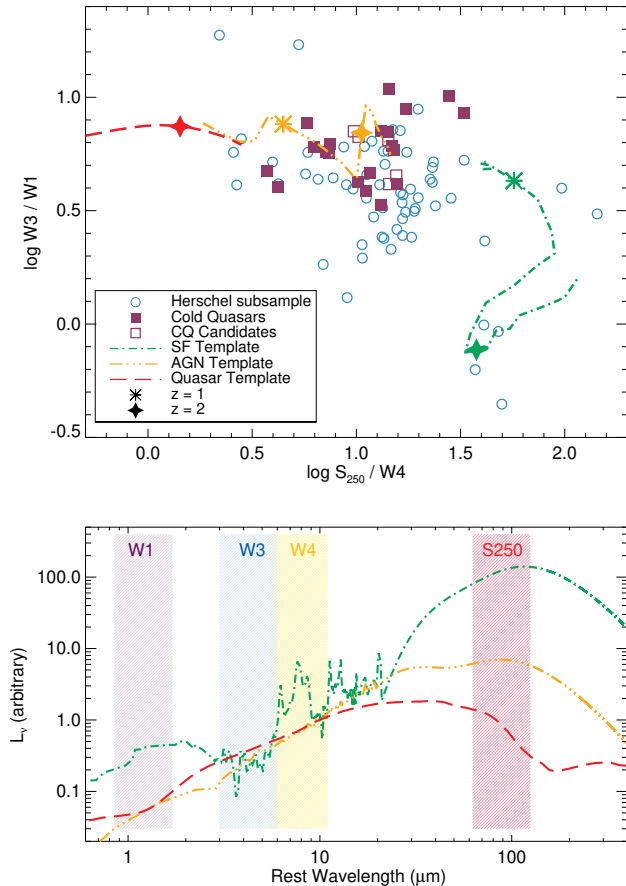 1.0
0.5
0.0
-0.5
log W3 / W1
Herschel subsample
Cold Quasars
CQ Candidates
SF Template
AGN Template
Quasar Template
z = 1
z = 2
0.0 0.5 1.0 1.5 2.0
log S250 / W4
W1 W3 W4 S250
100.0
10.0
1.0
0.1
Lν (arbitrary)
1 10 100
Rest Wavelength (μm)